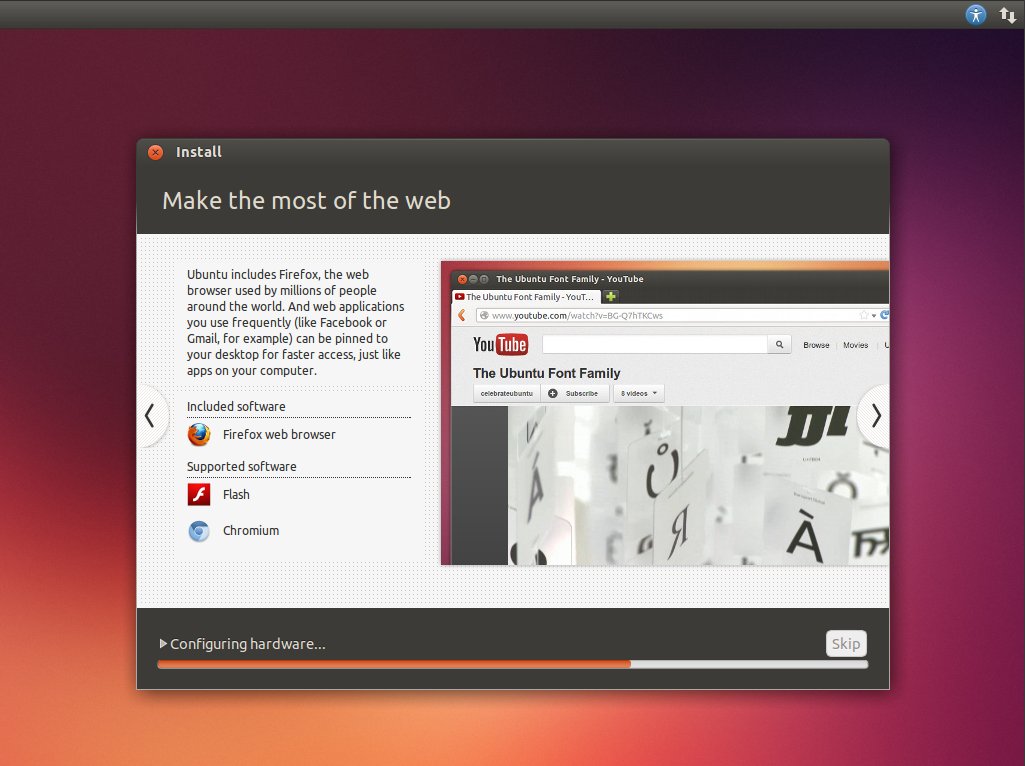 Install
Make the most of the web
Ubuntu includes Firefox, the web
browser used by millions of people
around the world. And web applications
you use frequently (like Facebook or
Gmail, for example) can be pinned to
your desktop for faster access, just like
apps on your computer.
Included software
Firefox web browser
Supported software
Flash
Chromium
The Ubuntu Font Family - YouTube
The Ubuntu Font Family - YouT...
www.youtube.com/watch?v=BG-Q7hTKCws
YouTube
Browse | Movies | U
The Ubuntu Font Family
celebrateubuntu
Subscribe
8 videos
Á
Ů
Я
À
Configuring hardware...
Skip